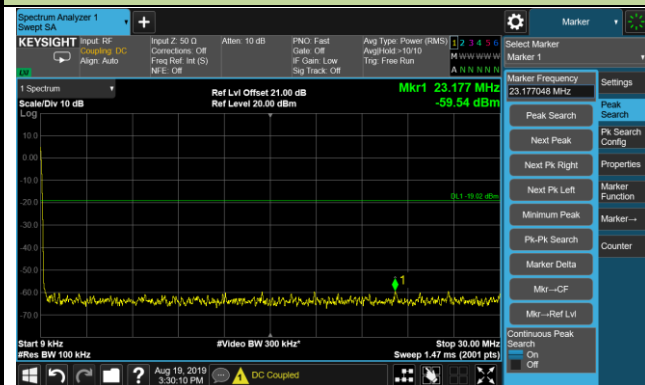 Spectrum Analyzer 1
Swept SA
Marker
KEYSIGHT
Input: RF
Coupling: DC
Align: Auto
Input Z: 50 Ω
Corrections: Off
Freq Ref: Int (S)
NFE: Off
Atten: 10 dB
PNO: Fast
Gate: Off
IF Gain: Low
Sig Track: Off
Avg Type: Power (RMS)
Avg|Hold:>10/10
Trig: Free Run
1 2 3 4 5 6
M W W W W W
A N N N N N
Select Marker
Marker 1
LV
1 Spectrum
Scale/Div 10 dB
Log
Ref Lvl Offset 21.00 dB
Ref Level 20.00 dBm
Mkr1 23.177 MHz
-59.54 dBm
10.0
0.00
-10.0
-20.0
-30.0
-40.0
-50.0
-60.0
-70.0
DL1 -19.02 dBm
1
Start 9 kHz
#Res BW 100 kHz
#Video BW 300 kHz*
Stop 30.00 MHz
Sweep 1.47 ms (2001 pts)
Marker Frequency
23.177048 MHz
Peak Search
Next Peak
Next Pk Right
Next Pk Left
Minimum Peak
Pk-Pk Search
Marker Delta
Mkr→CF
Mkr→Ref Lvl
Continuous Peak
Search
On
Off
Settings
Peak
Search
Pk Search
Config
Properties
Marker
Function
Marker→
Counter
?
Aug 19, 2019
3:30:10 PM
DC Coupled